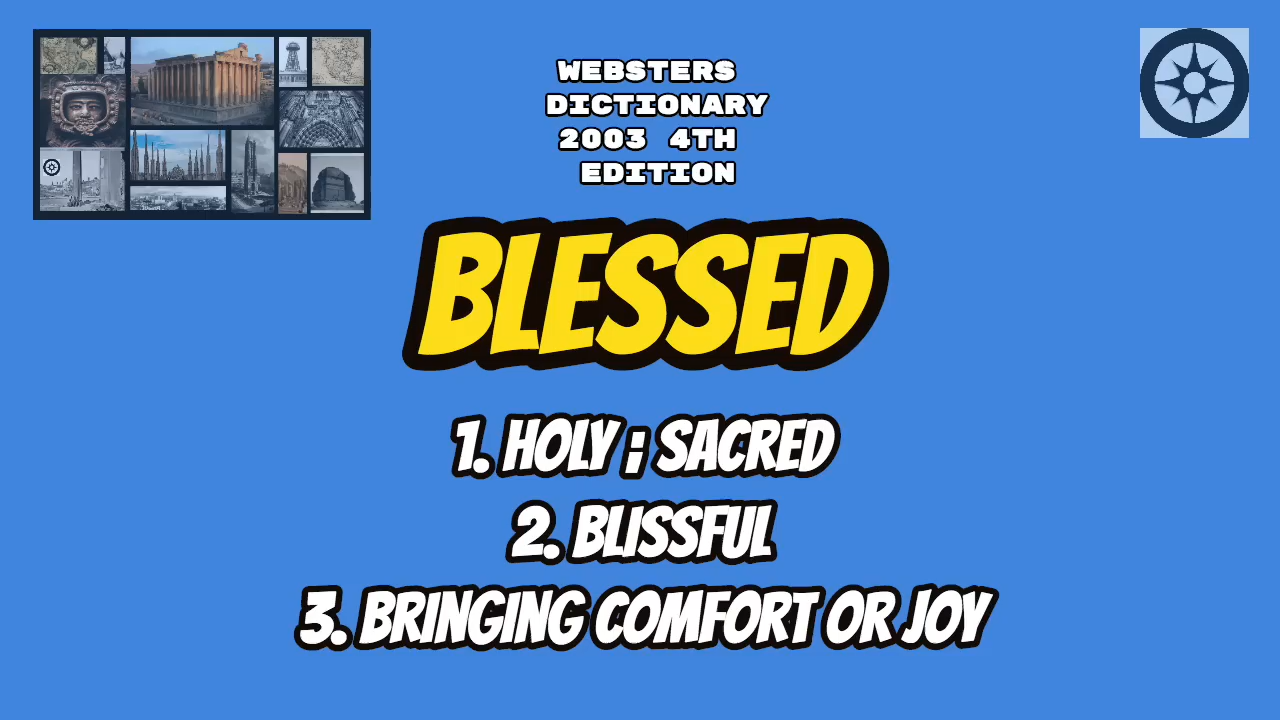 WEBSTERS
DICTIONARY
2003 4TH
EDITION
BLESSED
1. HOLY ; SACRED
2. BLISSFUL
3. BRINGING COMFORT OR JOY